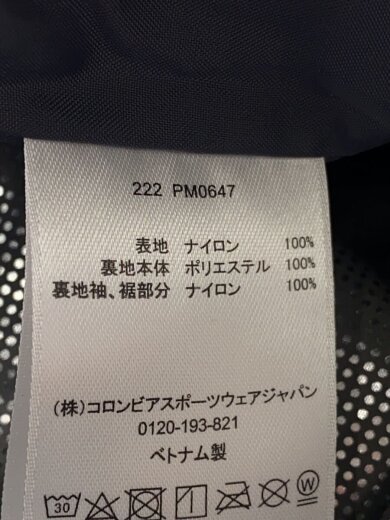 222 PM0647
表地 ナイロン 100%
裏地本体 ポリエステル 100%
裏地袖、裾部分 ナイロン 100%
(株)コロンビアスポーツウェアジャパン
0120-193-821
ベトナム製
30 W